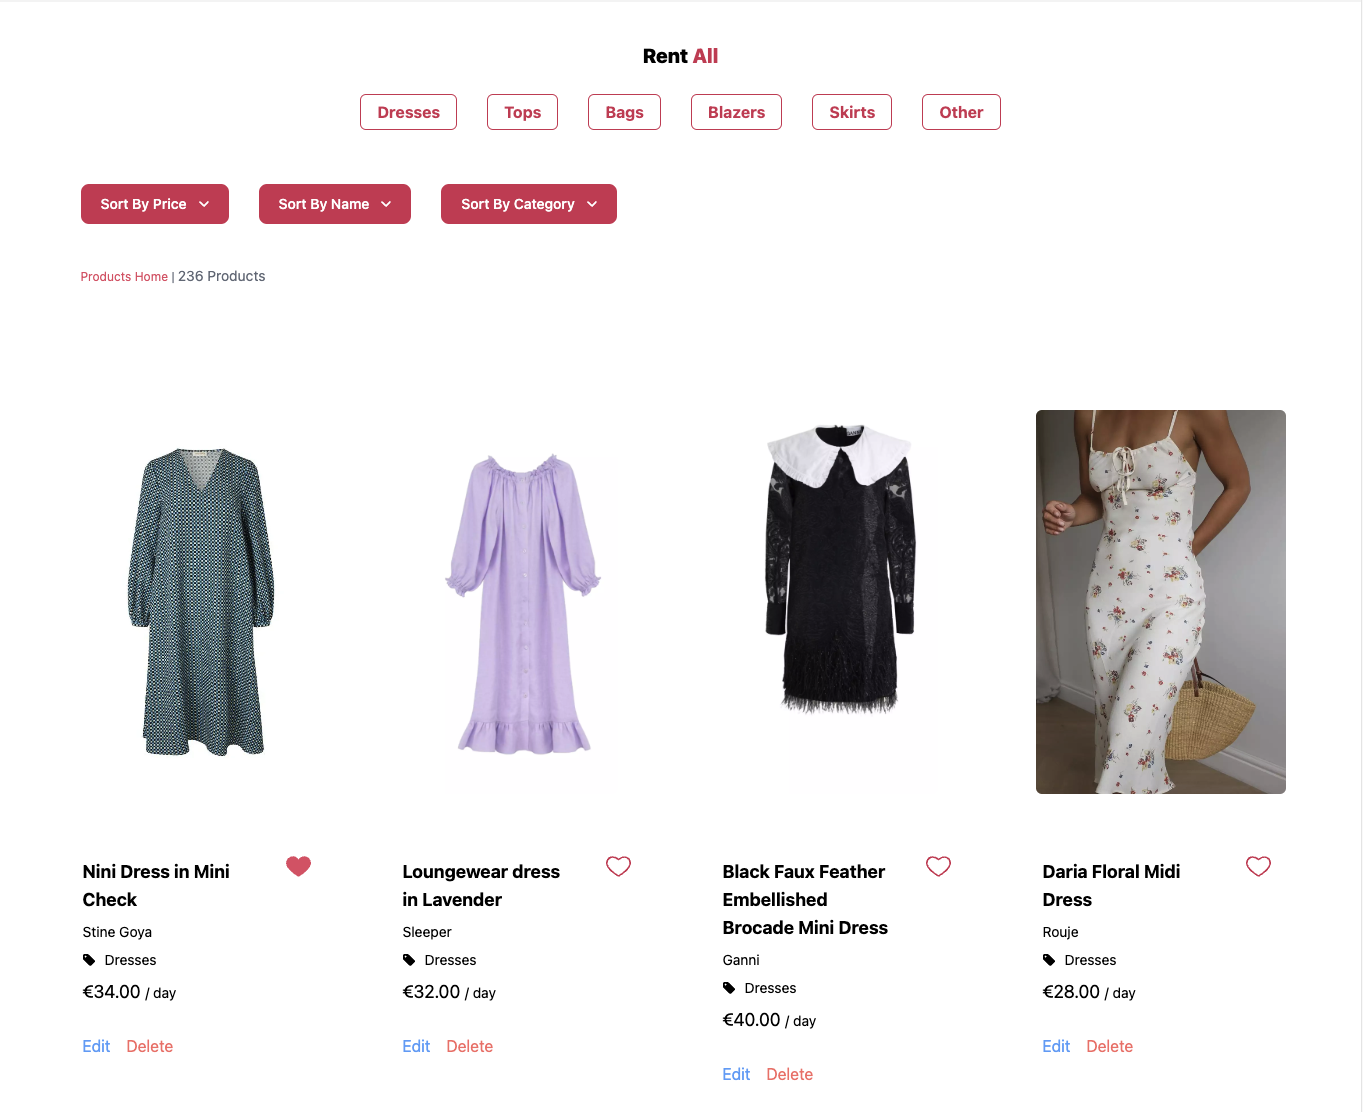 Rent All
Dresses
Tops
Bags
Blazers
Skirts
Other
Sort By Price
Sort By Name
Sort By Category
Products Home | 236 Products
Nini Dress in Mini
Check
Stine Goya
Dresses
€34.00 / day
Edit Delete
Loungewear dress
in Lavender
Sleeper
Dresses
€32.00 / day
Edit Delete
Black Faux Feather
Embellished
Brocade Mini Dress
Ganni
Dresses
€40.00 / day
Edit Delete
Daria Floral Midi
Dress
Rouje
Dresses
€28.00 / day
Edit Delete